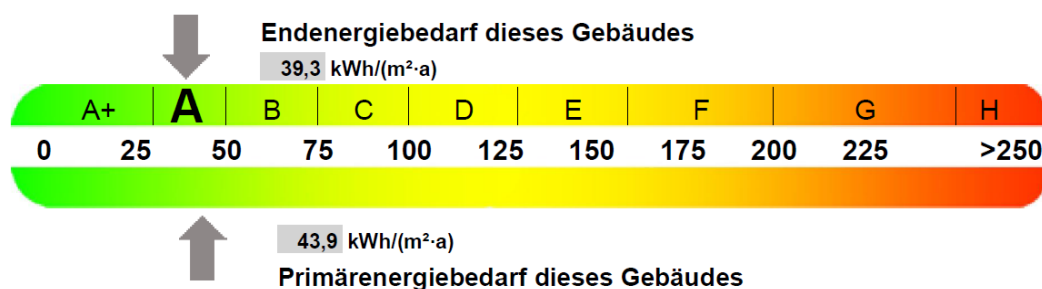 Endenergiebedarf dieses Gebäudes
39,3 kWh/(m²·a)
A+ A B C D E F G H
0 25 50 75 100 125 150 175 200 225 >250
43,9 kWh/(m²·a)
Primärenergiebedarf dieses Gebäudes